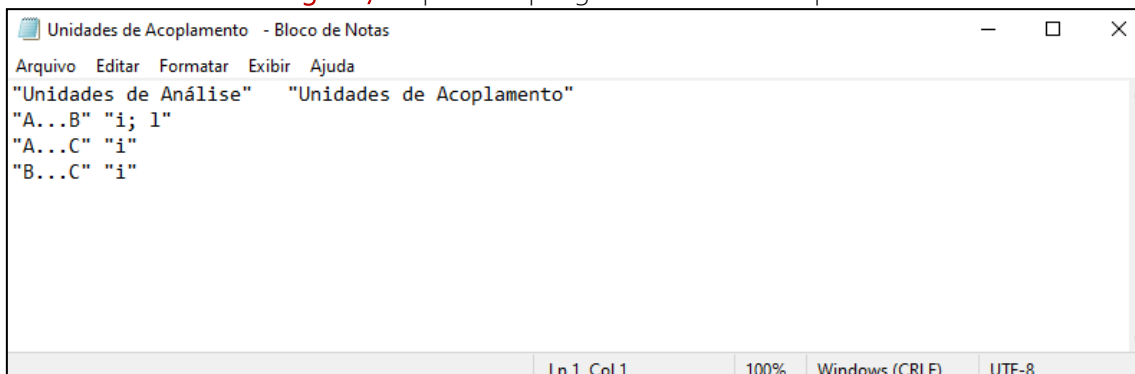 Unidades de Acoplamento - Bloco de Notas
Arquivo Editar Formatar Exibir Ajuda
"Unidades de Análise" "Unidades de Acoplamento"
"A...B" "i; l"
"A...C" "i"
"B...C" "i"
Ln 1, Col 1 100% Windows (CRLF) UTF-8